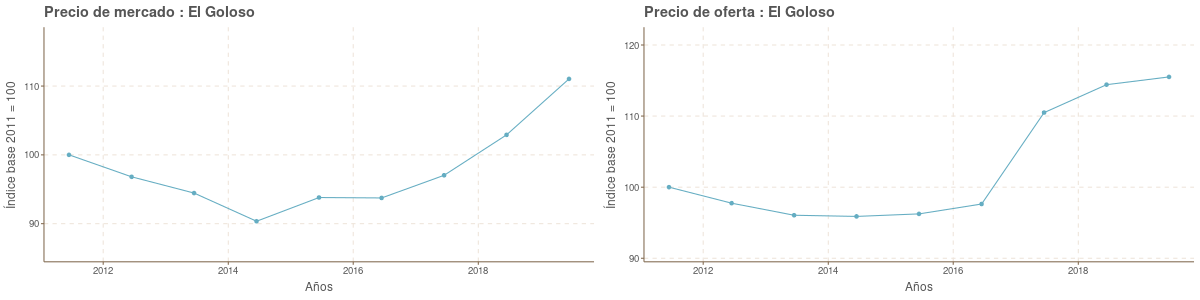 Precio de mercado : El Goloso
Índice base 2011 = 100
110
100
90
2012 2014 2016 2018
Años
Precio de oferta : El Goloso
Índice base 2011 = 100
120
110
100
90
2012 2014 2016 2018
Años